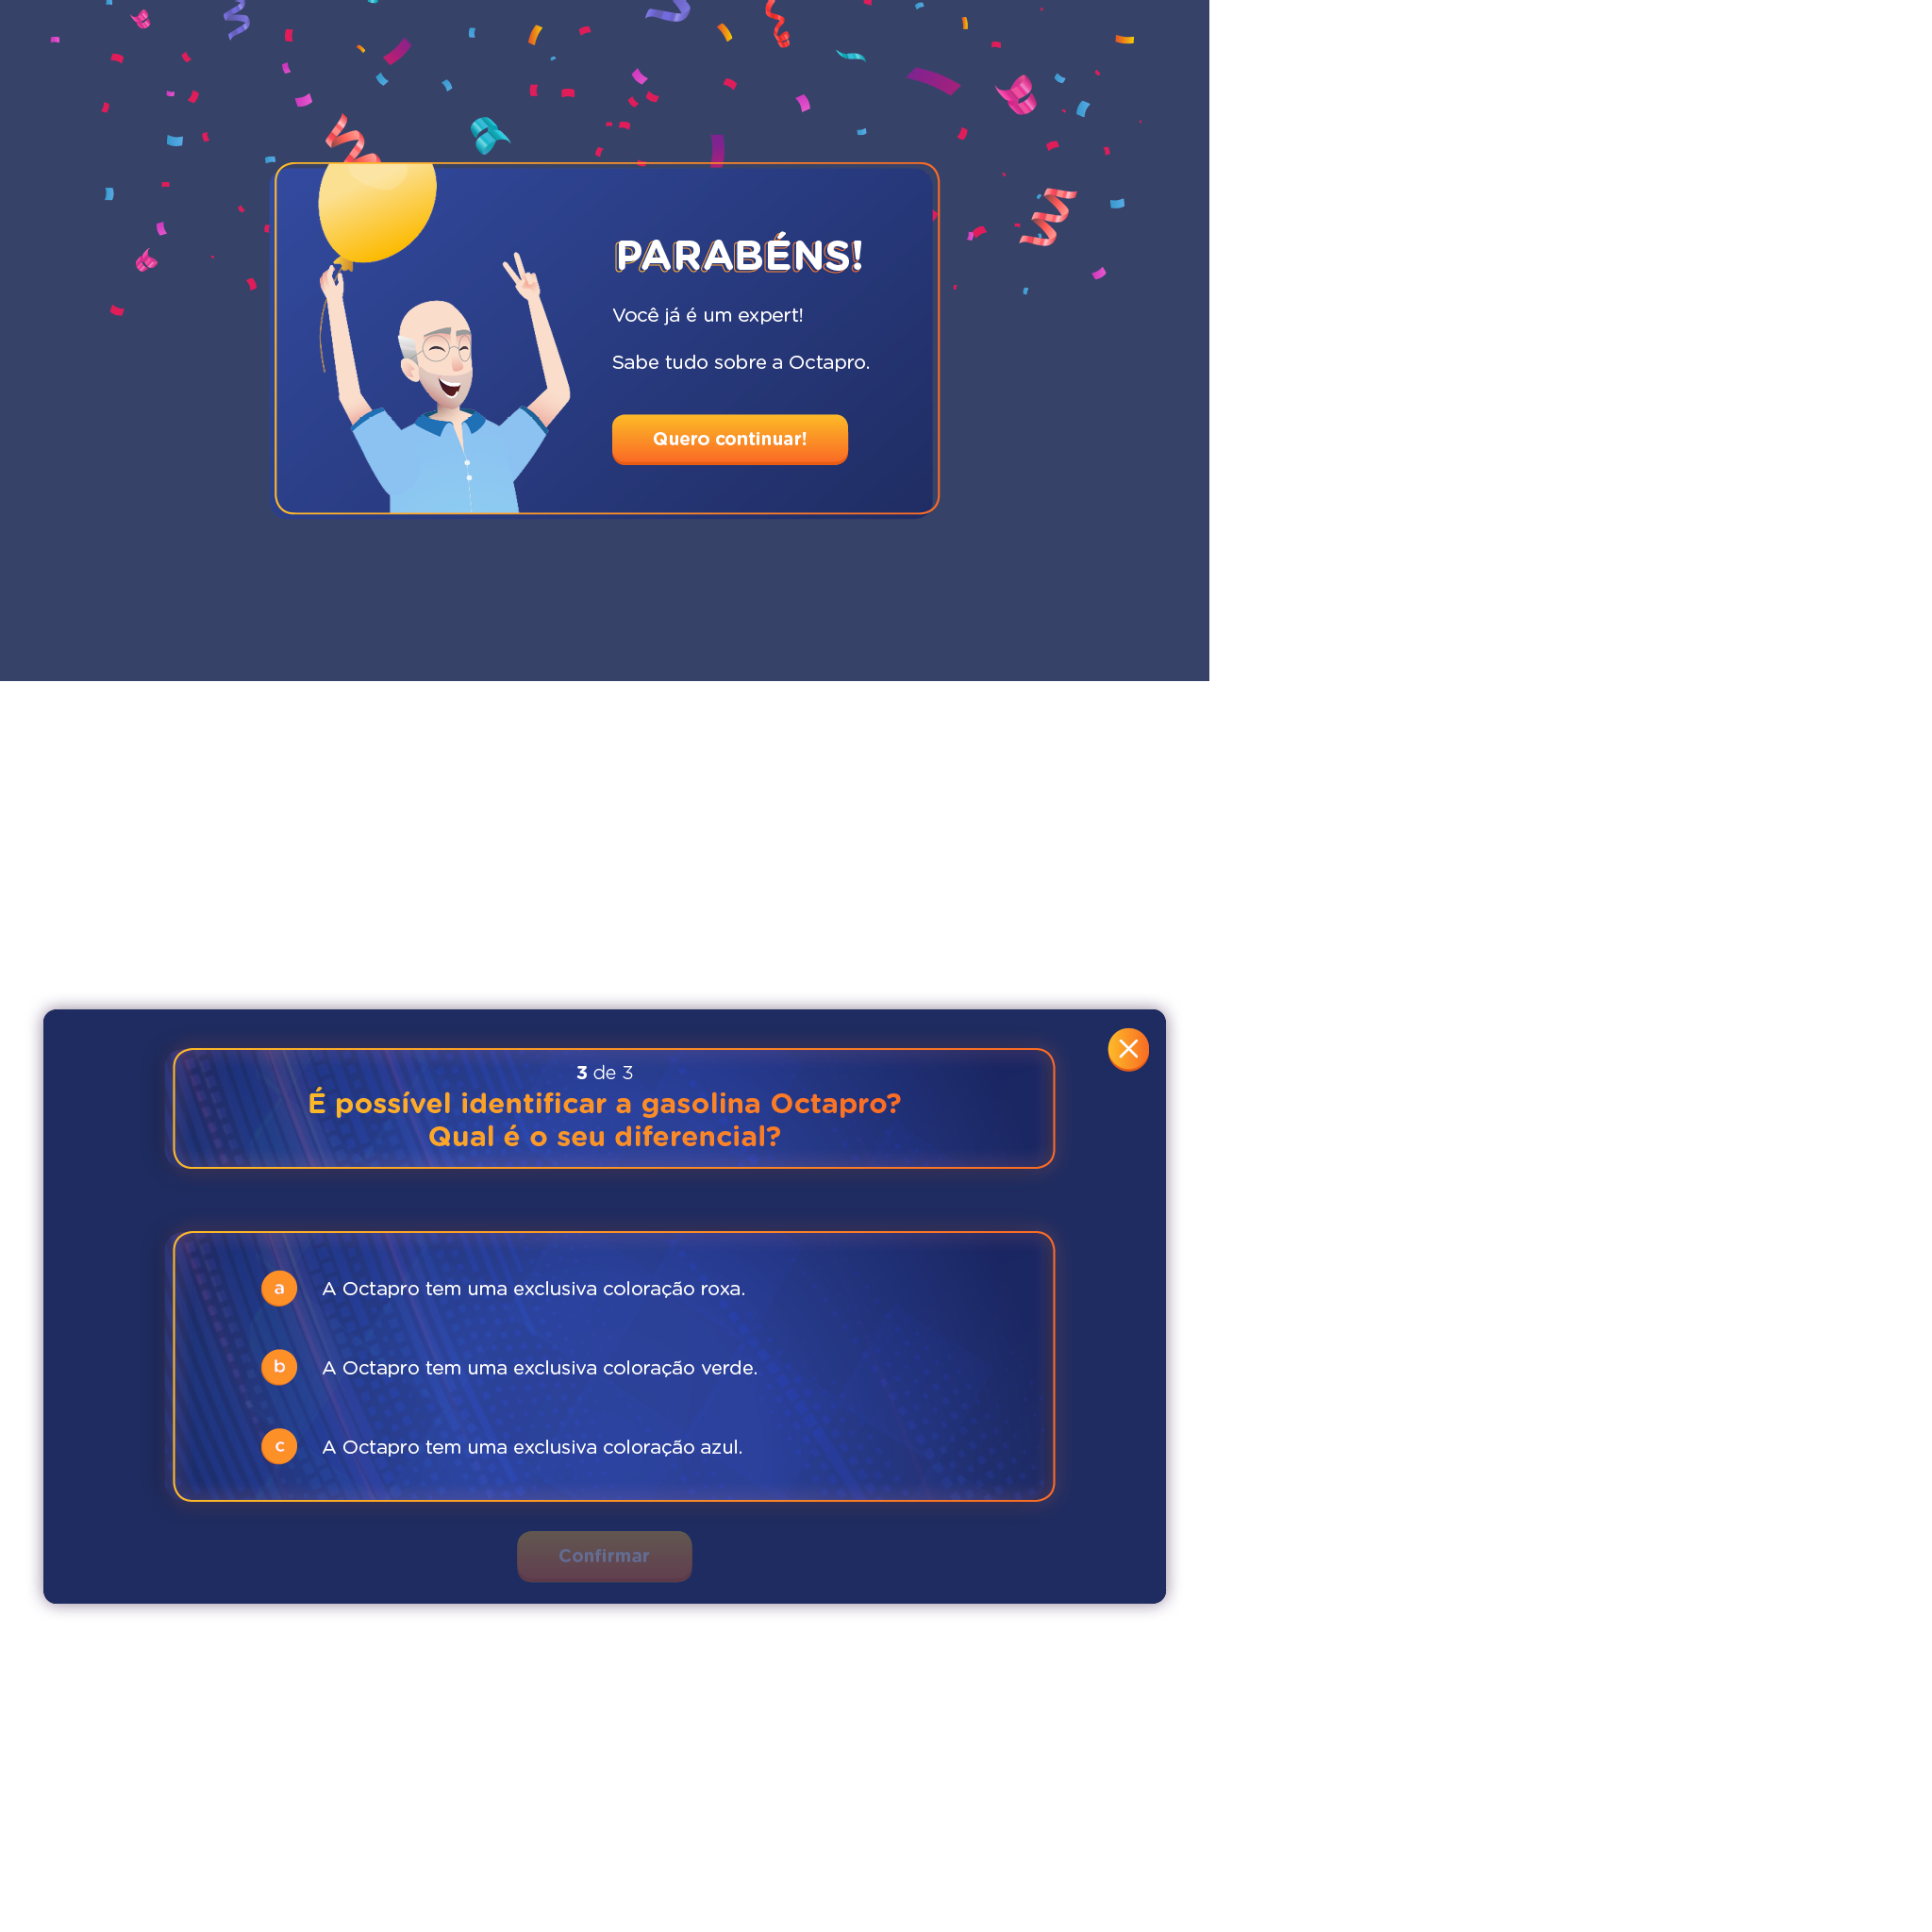 PARABÉNS!
Você já é um expert!
Sabe tudo sobre a Octapro.
Quero continuar!
3 de 3
É possível identificar a gasolina Octapro?
Qual é o seu diferencial?
a A Octapro tem uma exclusiva coloração roxa.
b A Octapro tem uma exclusiva coloração verde.
c A Octapro tem uma exclusiva coloração azul.
Confirmar